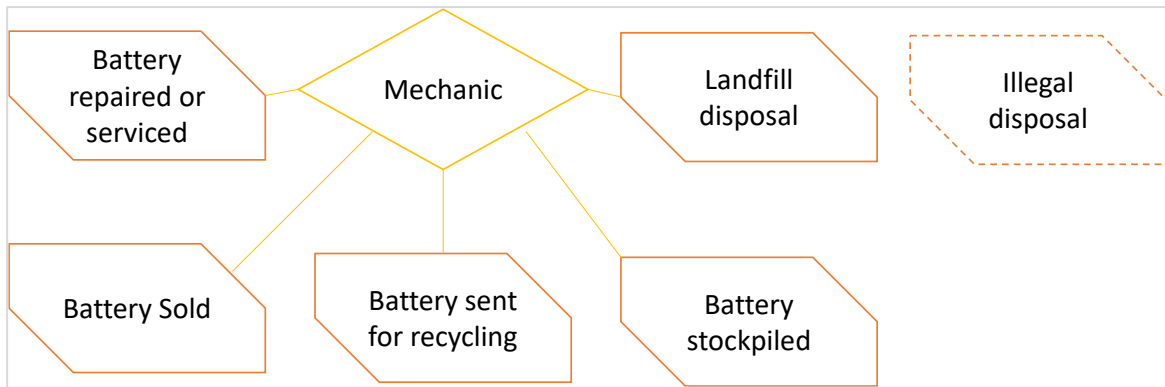 Battery
repaired or
serviced
Mechanic
Landfill
disposal
Illegal
disposal
Battery Sold
Battery sent
for recycling
Battery
stockpiled